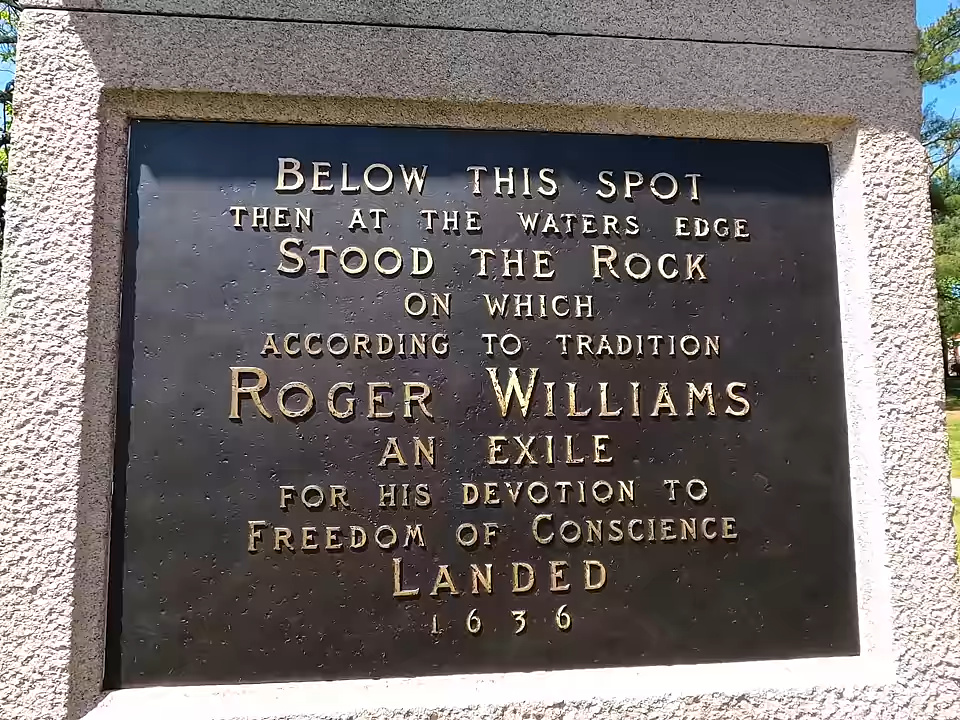 BELOW THIS SPOT
THEN AT THE WATERS EDGE
STOOD THE ROCK
ON WHICH
ACCORDING TO TRADITION
ROGER WILLIAMS
AN EXILE
FOR HIS DEVOTION TO
FREEDOM OF CONSCIENCE
LANDED
1636